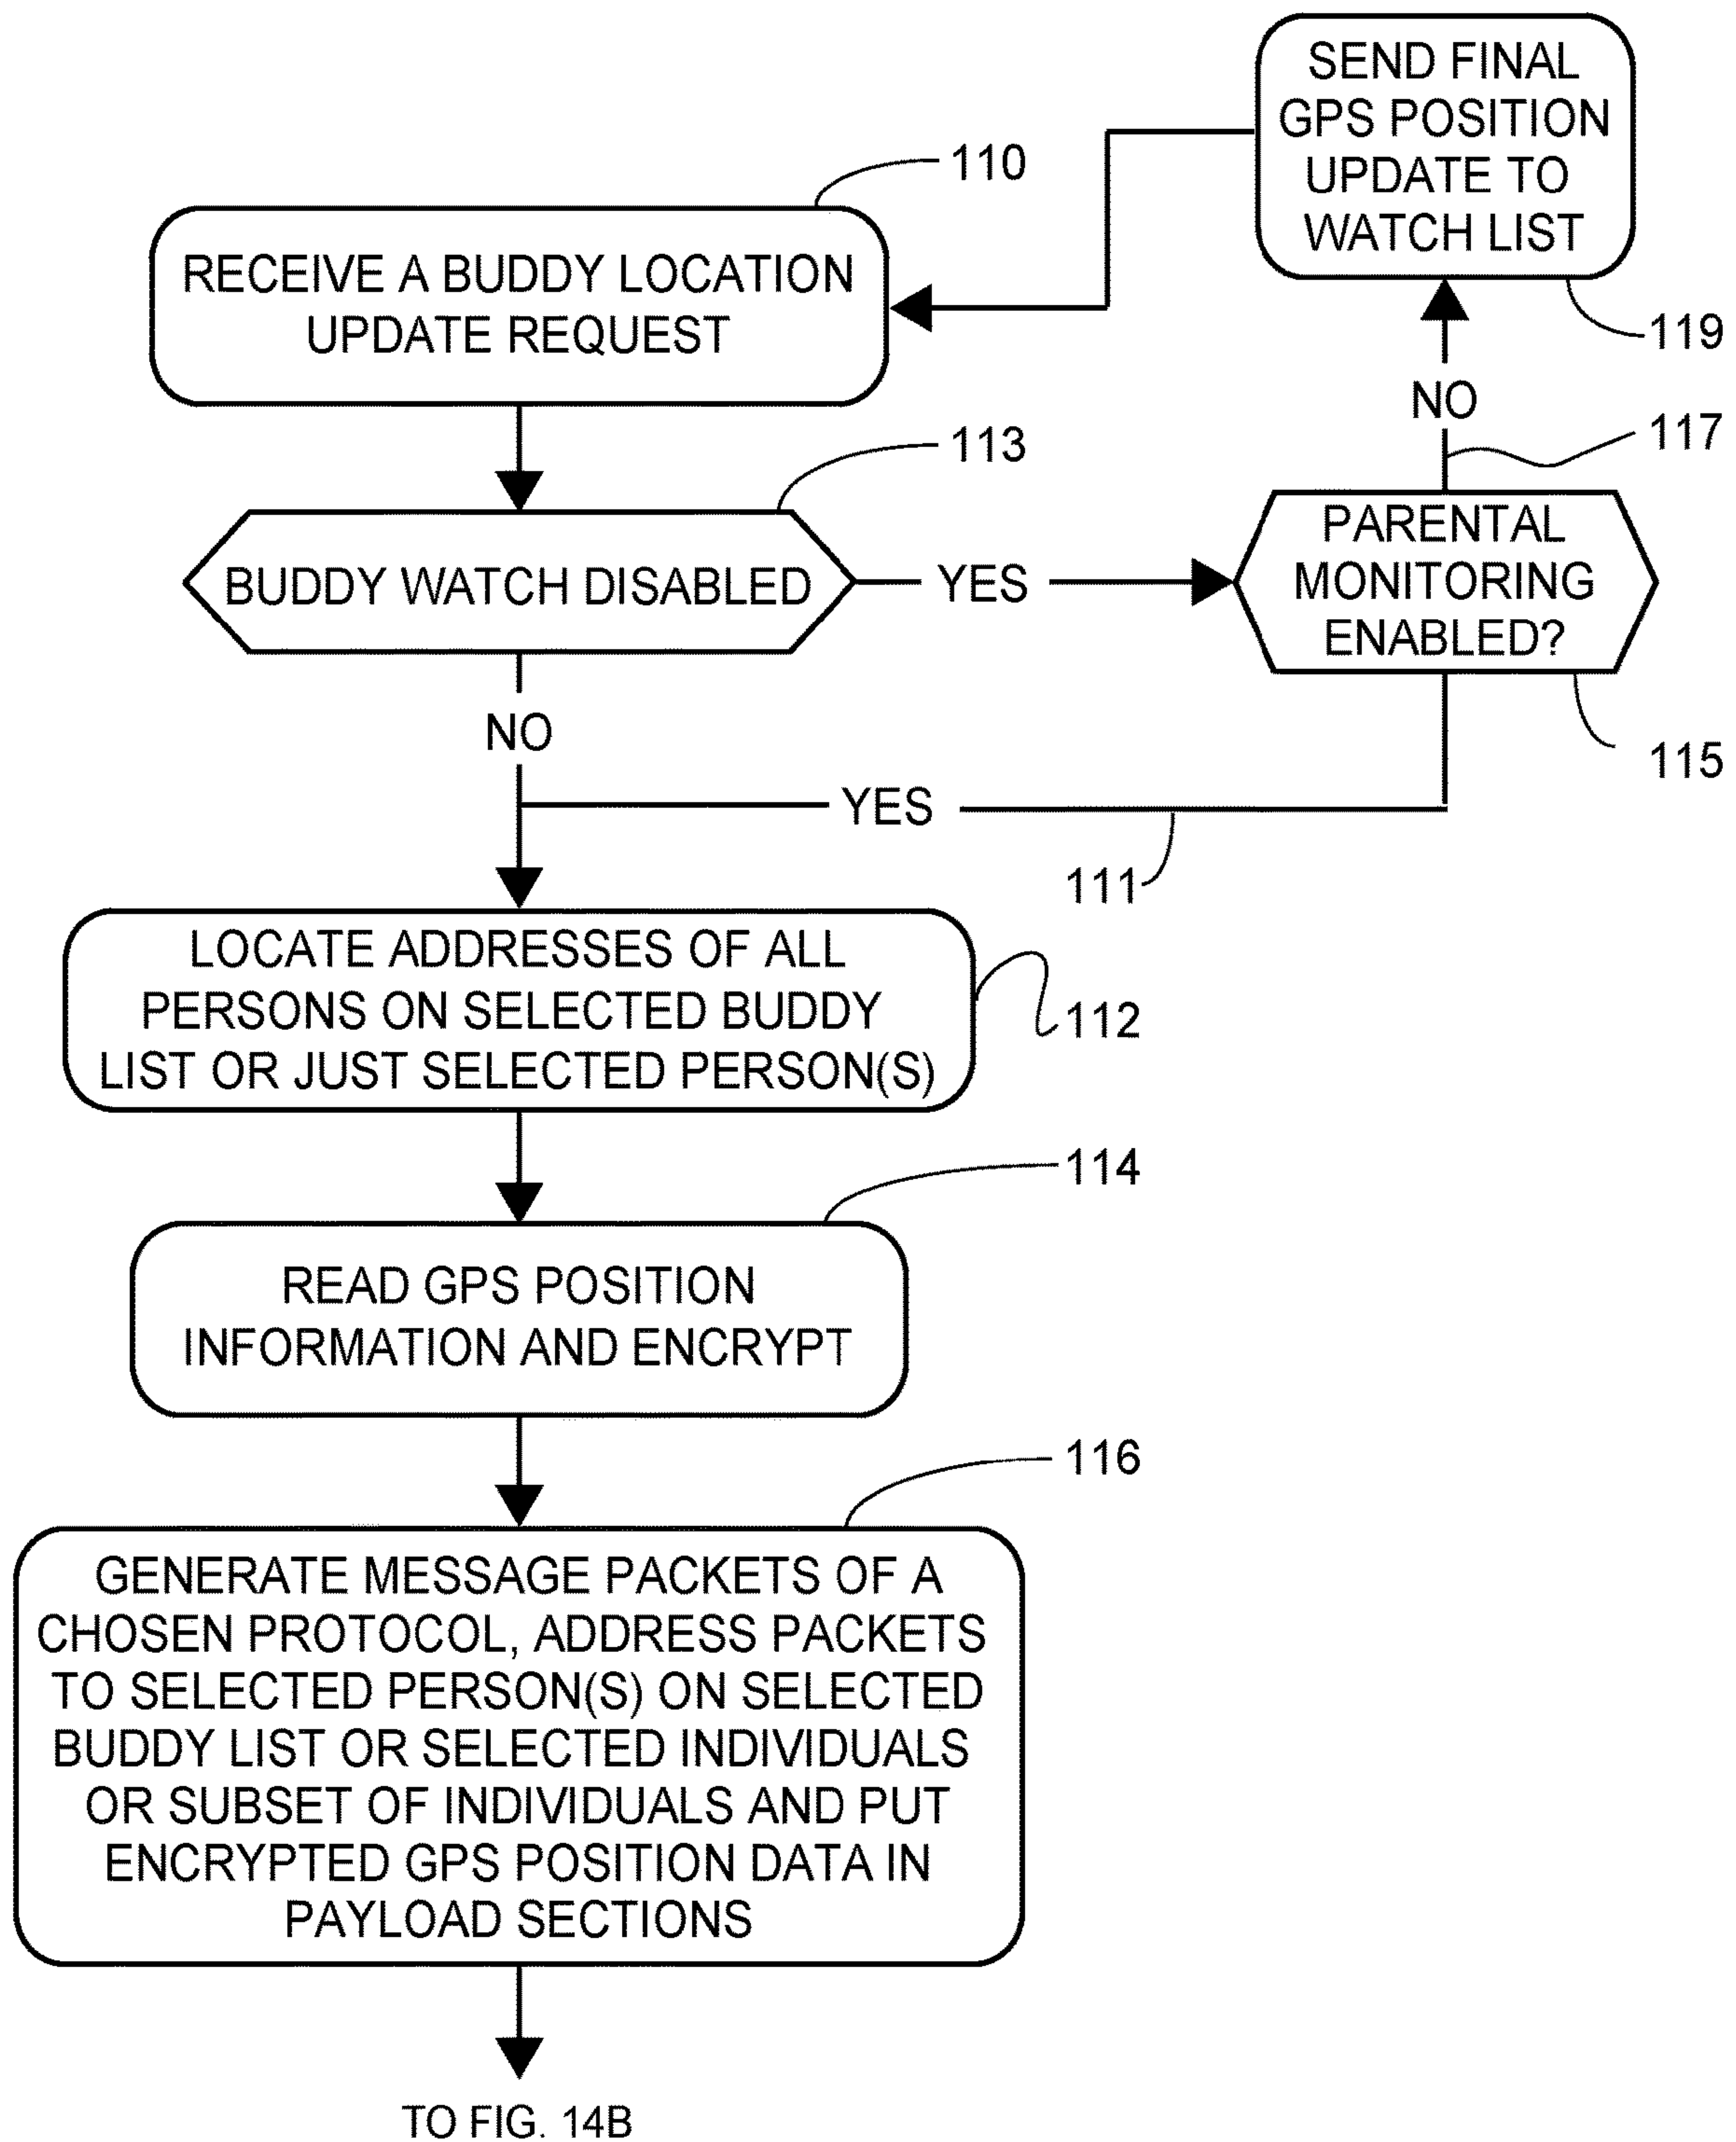 SEND FINAL
GPS POSITION
UPDATE TO
WATCH LIST
119
110
RECEIVE A BUDDY LOCATION
UPDATE REQUEST
NO
117
113
BUDDY WATCH DISABLED
YES
PARENTAL
MONITORING
ENABLED?
115
NO
YES
111
LOCATE ADDRESSES OF ALL
PERSONS ON SELECTED BUDDY
LIST OR JUST SELECTED PERSON(S)
112
114
READ GPS POSITION
INFORMATION AND ENCRYPT
116
GENERATE MESSAGE PACKETS OF A
CHOSEN PROTOCOL, ADDRESS PACKETS
TO SELECTED PERSON(S) ON SELECTED
BUDDY LIST OR SELECTED INDIVIDUALS
OR SUBSET OF INDIVIDUALS AND PUT
ENCRYPTED GPS POSITION DATA IN
PAYLOAD SECTIONS
TO FIG. 14B